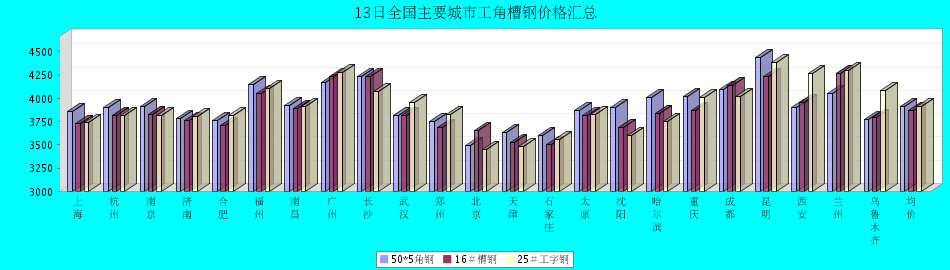 13日全国主要城市工角槽钢价格汇总
4500
4250
4000
3750
3500
3250
3000
上海
杭州
南京
济南
合肥
福州
南昌
广州
长沙
武汉
郑州
北京
天津
石家庄
太原
沈阳
哈尔滨
重庆
成都
昆明
西安
兰州
乌鲁木齐
均价
50*5角钢
16＃槽钢
25＃工字钢